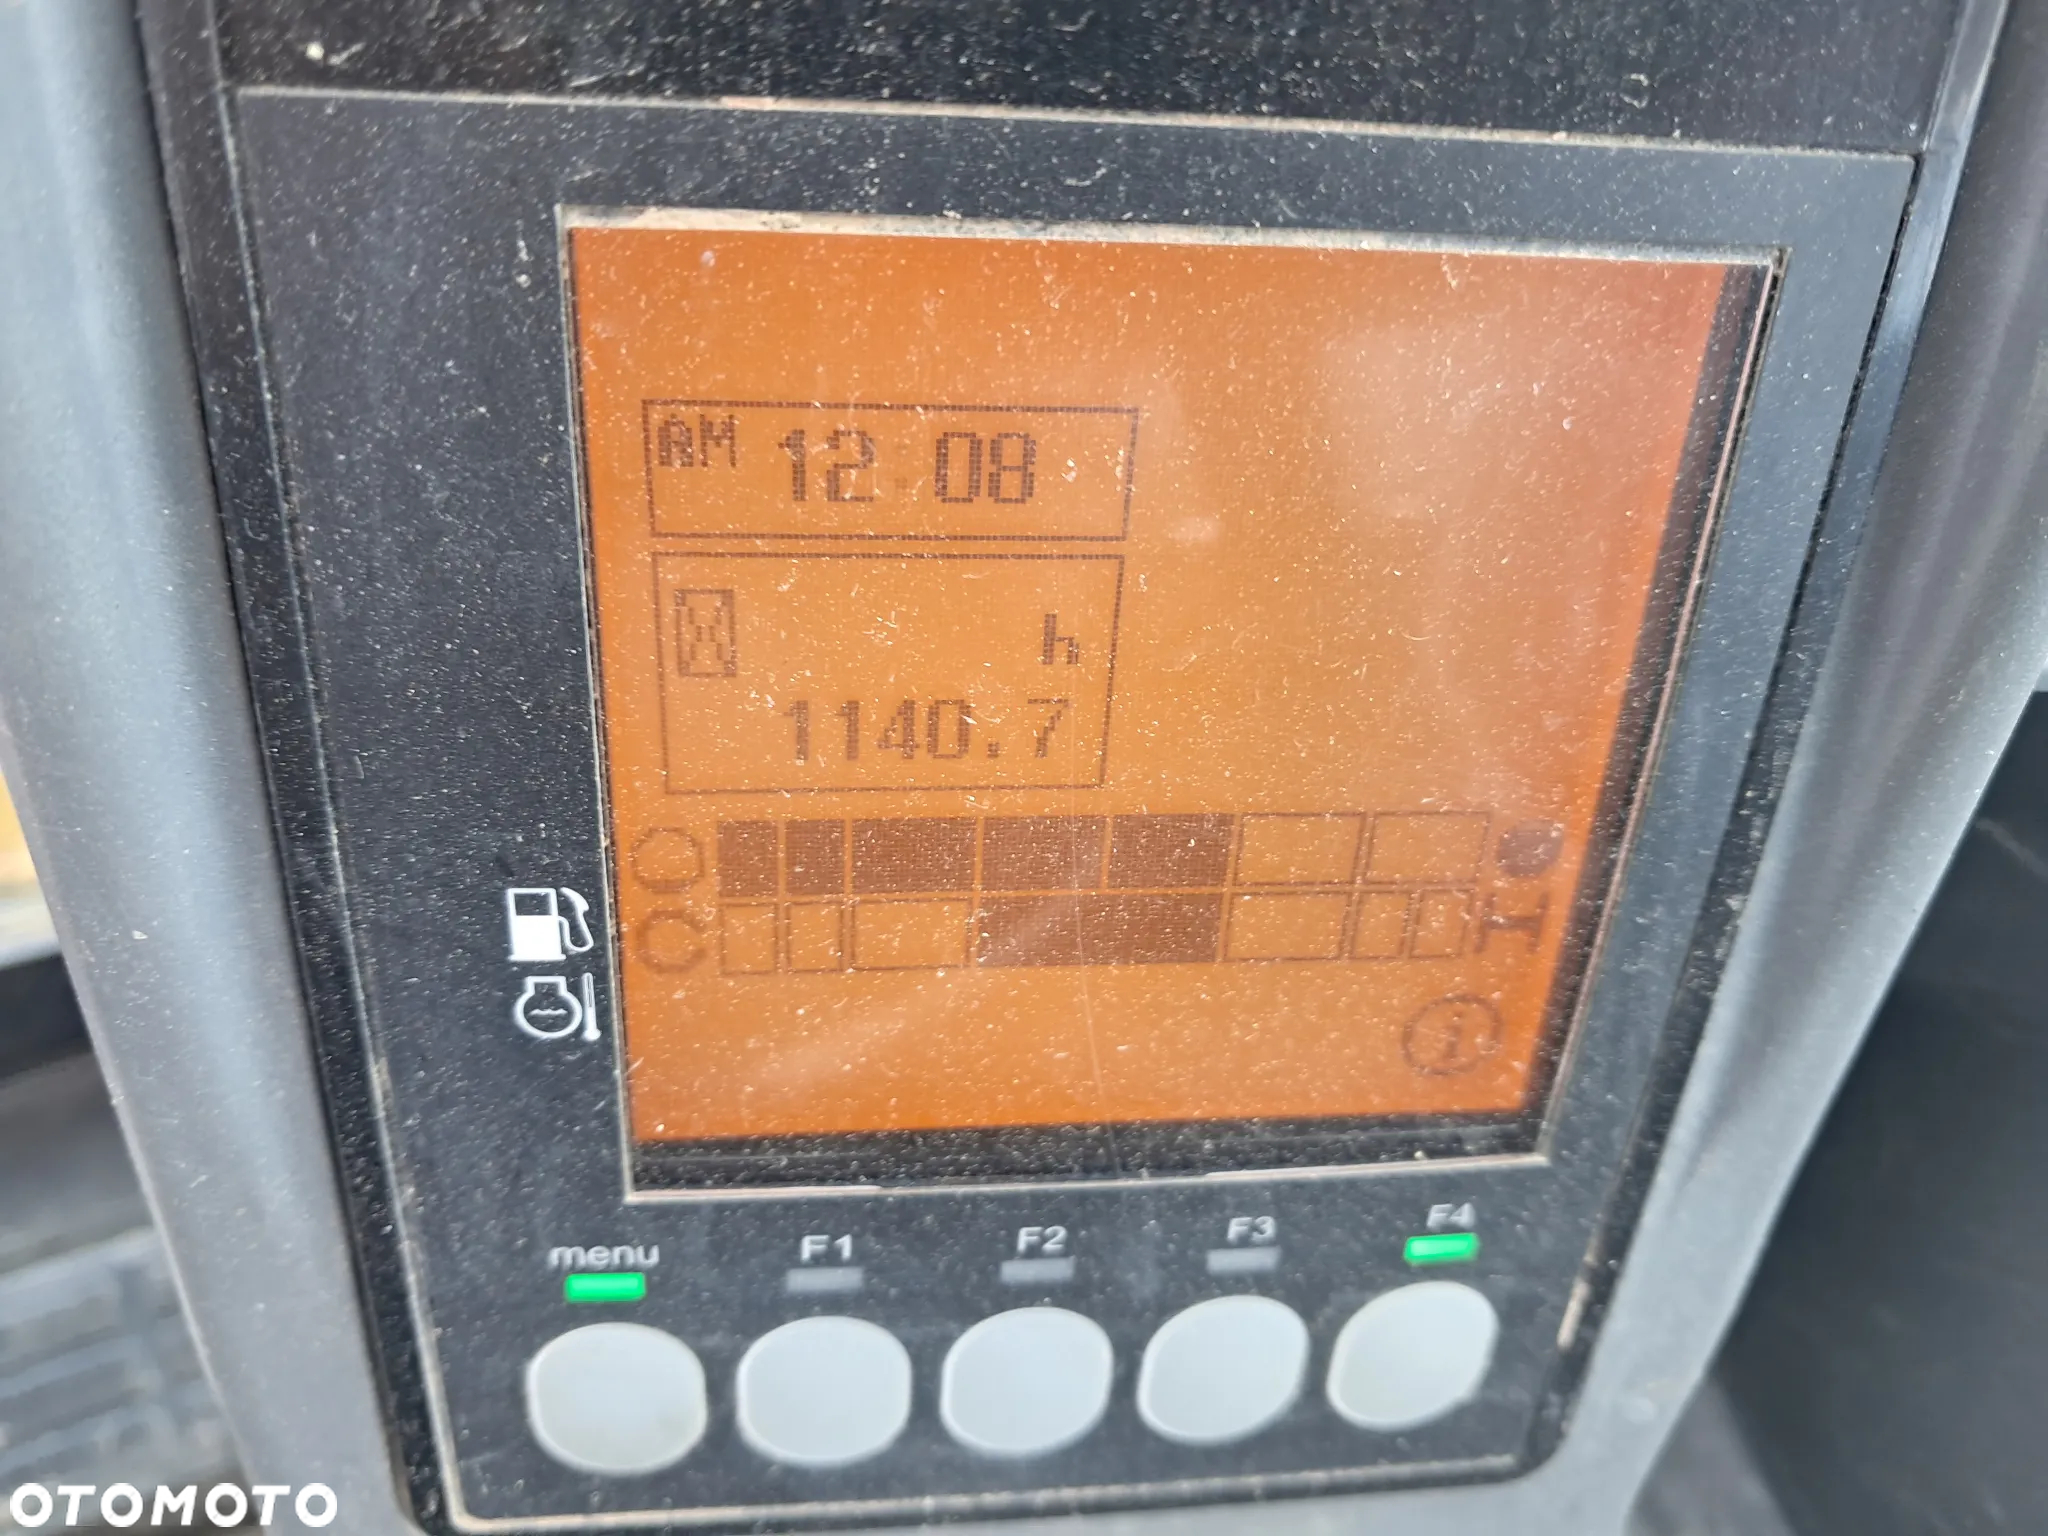 AM 12:08
h
1140.7
C
H
i
menu F1 F2 F3 F4
OTOMOTO